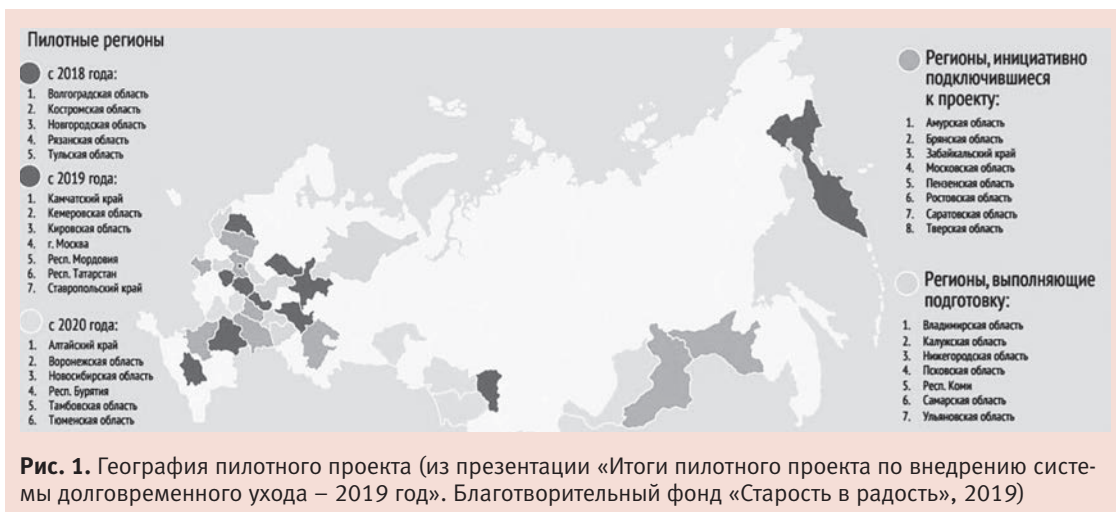 Пилотные регионы
с 2018 года:
1. Волгоградская область
2. Костромская область
3. Новгородская область
4. Рязанская область
5. Тульская область
с 2019 года:
1. Камчатский край
2. Кемеровская область
3. Кировская область
4. г. Москва
5. Респ. Мордовия
6. Респ. Татарстан
7. Ставропольский край
с 2020 года:
1. Алтайский край
2. Воронежская область
3. Новосибирская область
4. Респ. Бурятия
5. Тамбовская область
6. Тюменская область
Регионы, инициативно
подключившиеся
к проекту:
1. Амурская область
2. Брянская область
3. Забайкальский край
4. Московская область
5. Пензенская область
6. Ростовская область
7. Саратовская область
8. Тверская область
Регионы, выполняющие
подготовку:
1. Владимирская область
2. Калужская область
3. Нижегородская область
4. Псковская область
5. Респ. Коми
6. Самарская область
7. Ульяновская область
Рис. 1. География пилотного проекта (из презентации «Итоги пилотного проекта по внедрению систе-
мы долговременного ухода – 2019 год». Благотворительный фонд «Старость в радость», 2019)